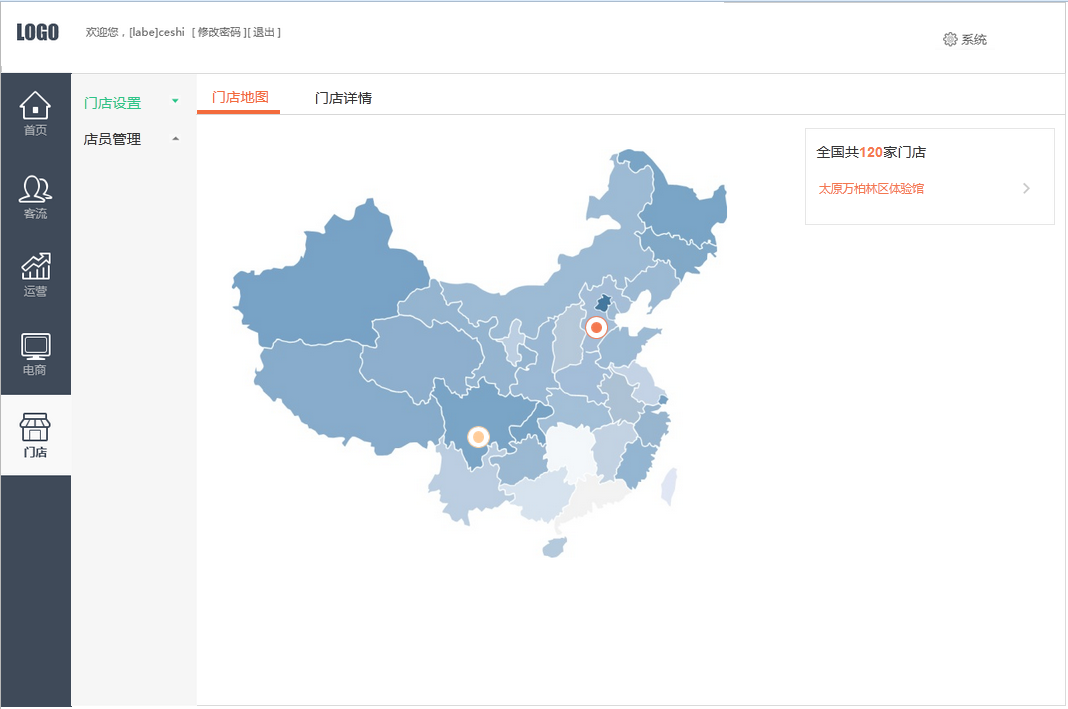 LOGO
欢迎您，[labe]ceshi [ 修改密码 ][ 退出 ]
系统
首页
客流
运营
电商
门店
门店设置
店员管理
门店地图 门店详情
全国共120家门店
太原万柏林区体验馆